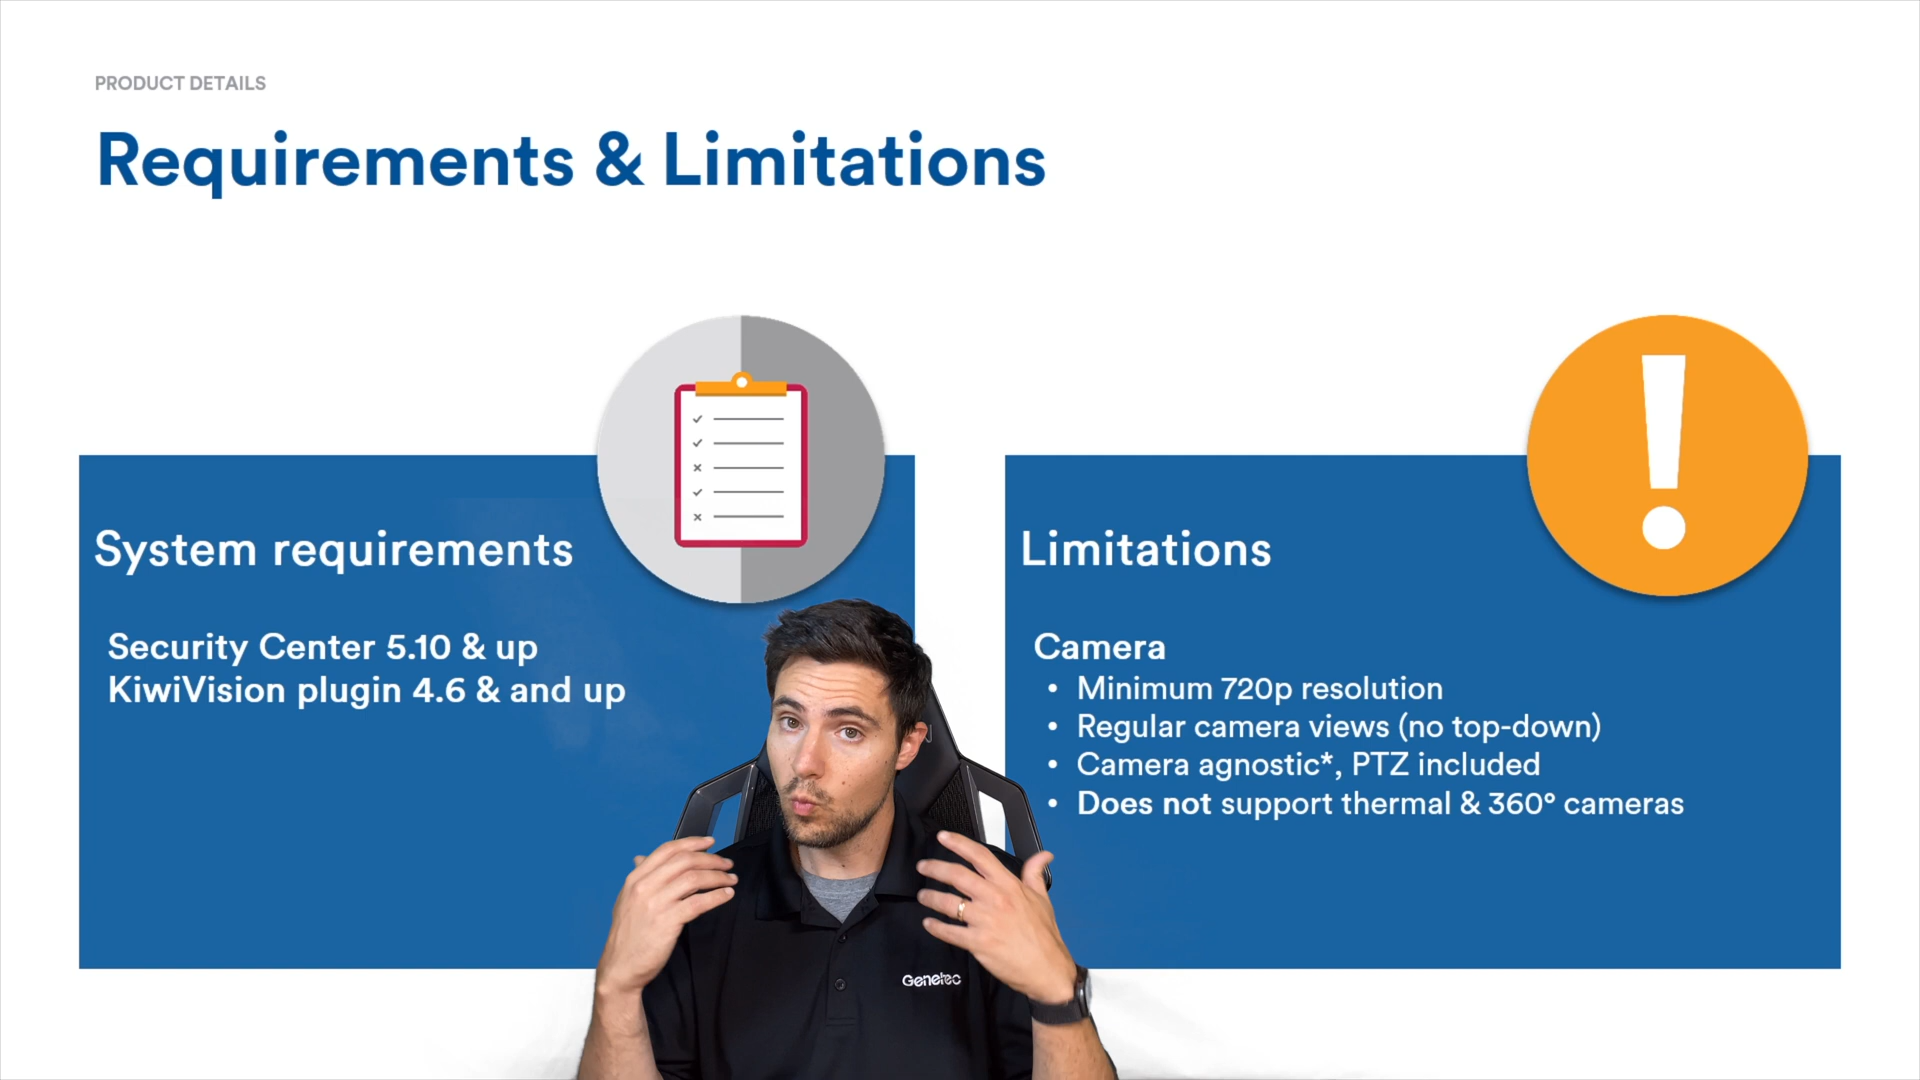 PRODUCT DETAILS
Requirements & Limitations
System requirements
Security Center 5.10 & up
KiwiVision plugin 4.6 & and up
Limitations
Camera
• Minimum 720p resolution
• Regular camera views (no top-down)
• Camera agnostic*, PTZ included
• Does not support thermal & 360° cameras
Genetec